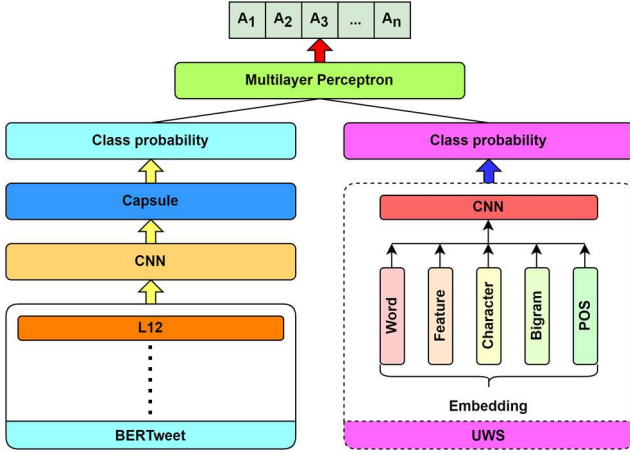 A1 A2 A3 ... An
Multilayer Perceptron
Class probability
Capsule
CNN
L12
BERTweet
Class probability
CNN
Word
Feature
Character
Bigram
POS
Embedding
UWS